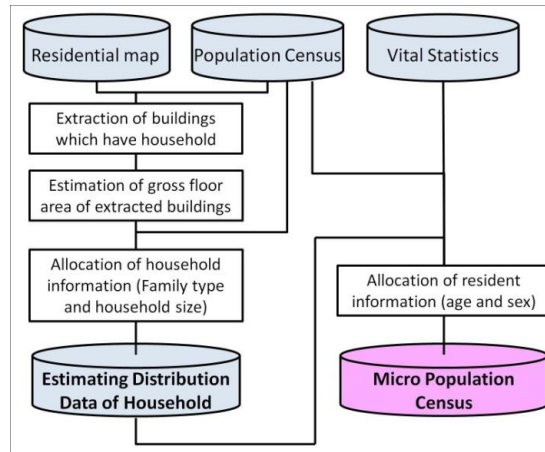 Residential map
Population Census
Vital Statistics
Extraction of buildings
which have household
Estimation of gross floor
area of extracted buildings
Allocation of household
information (Family type
and household size)
Allocation of resident
information (age and sex)
Estimating Distribution
Data of Household
Micro Population
Census